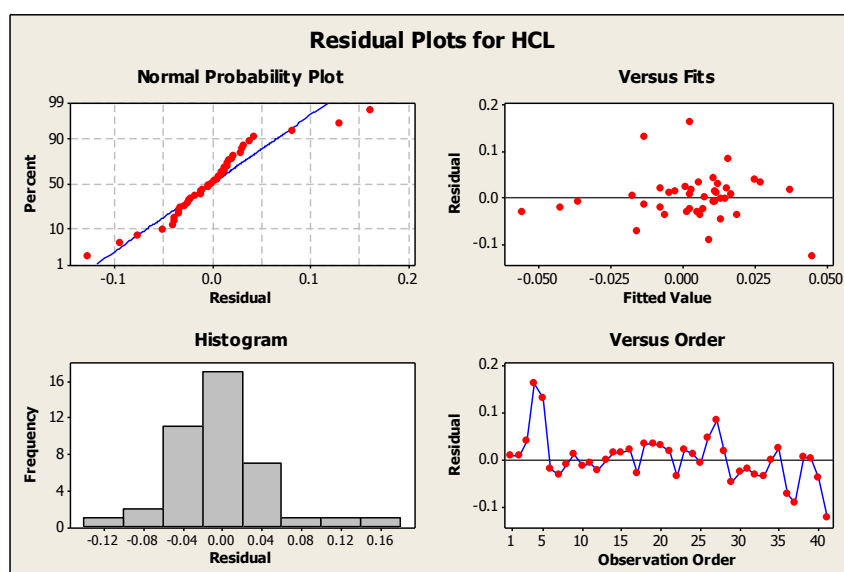 Residual Plots for HCL
Normal Probability Plot
99
90
50
10
1
Percent
-0.1 0.0 0.1 0.2
Residual
Versus Fits
0.2
0.1
0.0
-0.1
Residual
-0.050 -0.025 0.000 0.025 0.050
Fitted Value
Histogram
16
12
8
4
0
Frequency
-0.12 -0.08 -0.04 0.00 0.04 0.08 0.12 0.16
Residual
Versus Order
0.2
0.1
0.0
-0.1
Residual
1 5 10 15 20 25 30 35 40
Observation Order